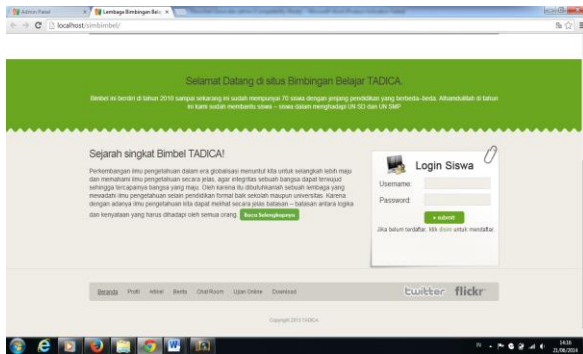 Admin Panel
Lembaga Bimbingan Bela
localhost/simbimbel/
Selamat Datang di situs Bimbingan Belajar TADICA.
Bimbel ini berdiri di tahun 2010 sampai sekarang ini sudah mempunyai 70 siswa dengan jenjang pendidikan yang berbeda-beda. Alhamdulillah di tahun
ini kami sudah membantu siswa – siswa dalam menghadapi UN SD dan UN SMP
Sejarah singkat Bimbel TADICA!
Perkembangan ilmu pengetahuan dalam era globalisasi menuntut kita untuk selangkah lebih maju
dan memahami ilmu pengetahuan secara jelas, agar integritas sebuah bangsa dapat terwujud
sehingga tercapainya bangsa yang maju. Oleh karena itu dibutuhkanlah sebuah lembaga yang
mewadahi ilmu pengetahuan selain pendidikan formal baik sekolah maupun universitas. Karena
dengan adanya ilmu pengetahuan kita dapat melihat secara jelas batasan – batasan antara logika
dan kenyataan yang harus dihadapi oleh semua orang. Baca Selengkapnya
Login Siswa
Username:
Password:
submit
Jika belum terdaftar, klik disini untuk mendaftar.
Beranda Profil Artikel Berita Chat Room Ujian Online Download
twitter flickr
Copyright 2013 TADICA
14:16
21/06/2014